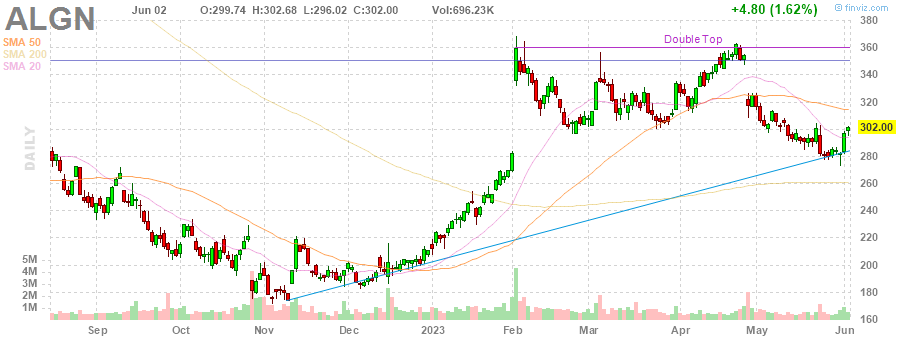 ALGN Jun 02 O:299.74 H:302.68 L:296.02 C:302.00 Vol:696.23K +4.80 (1.62%) © finviz.com
SMA 50
SMA 200
SMA 20
Double Top
DAILY
380
360
340
320
302.00
280
260
240
220
200
180
160
5M
4M
3M
2M
1M
Sep Oct Nov Dec 2023 Feb Mar Apr May Jun